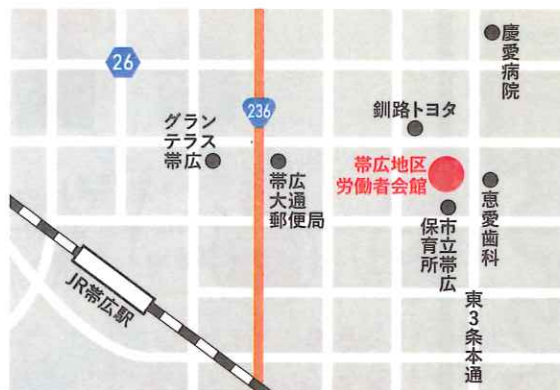 慶愛
病院
26
236
釧路トヨタ
グラン
テラス
帯広
帯広
大通
郵便局
帯広地区
労働者会館
恵愛歯科
市立帯広
保育所
JR帯広駅
東3条本通